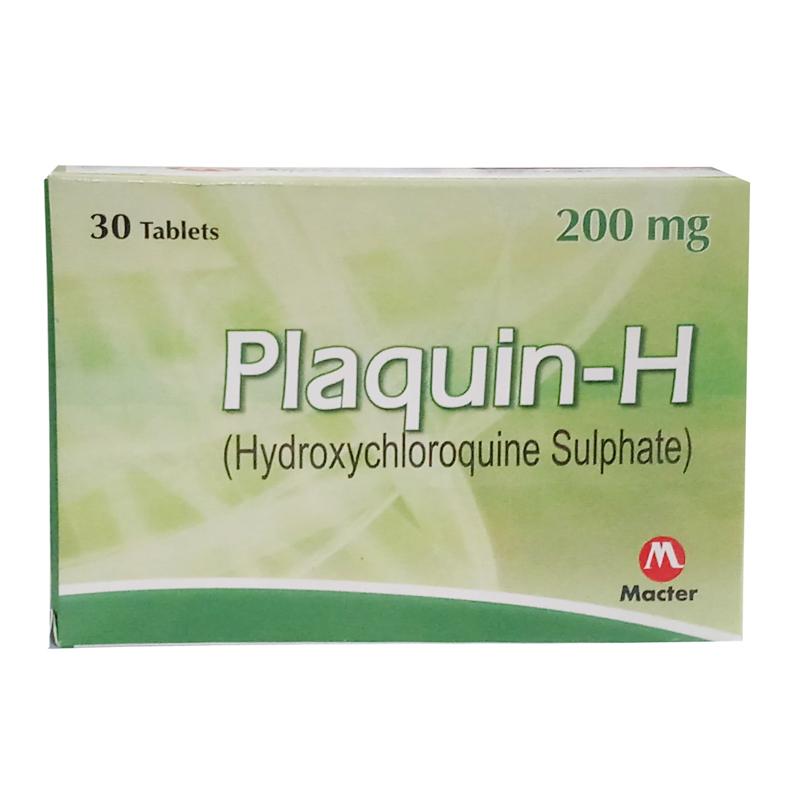 30 Tablets
200 mg
Plaquin-H
(Hydroxychloroquine Sulphate)
M
Macter